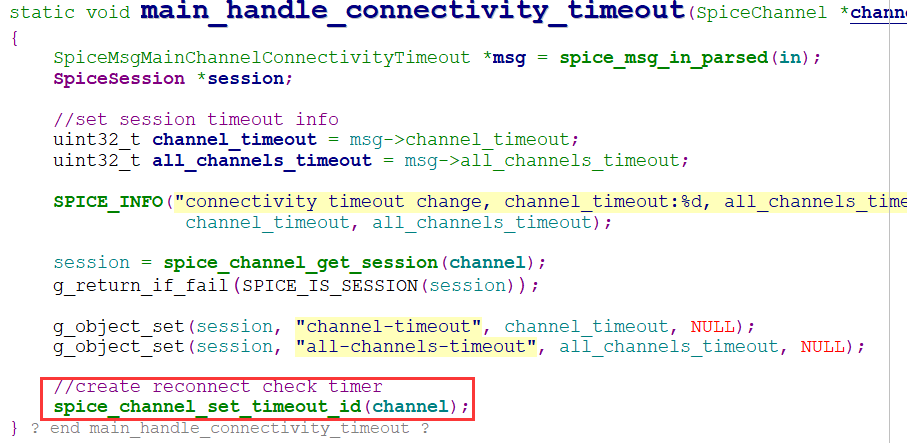 static void main_handle_connectivity_timeout(SpiceChannel *channe
{
SpiceMsgMainChannelConnectivityTimeout *msg = spice_msg_in_parsed(in);
SpiceSession *session;
//set session timeout info
uint32_t channel_timeout = msg->channel_timeout;
uint32_t all_channels_timeout = msg->all_channels_timeout;
SPICE_INFO("connectivity timeout change, channel_timeout:%d, all_channels_time
channel_timeout, all_channels_timeout);
session = spice_channel_get_session(channel);
g_return_if_fail(SPICE_IS_SESSION(session));
g_object_set(session, "channel-timeout", channel_timeout, NULL);
g_object_set(session, "all-channels-timeout", all_channels_timeout, NULL);
//create reconnect check timer
spice_channel_set_timeout_id(channel);
} ? end main_handle_connectivity_timeout ?